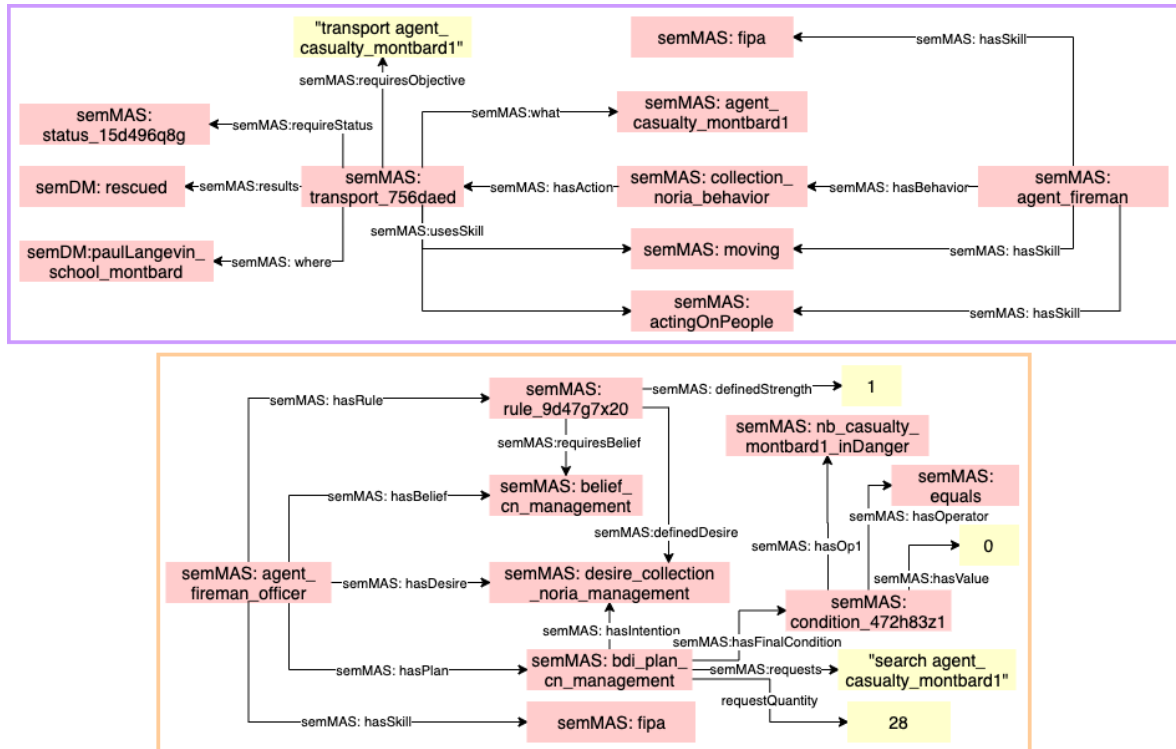 "transport agent_
casualty_montbard1"
semMAS: fipa
semMAS: hasSkill
semMAS:requiresObjective
semMAS:
status_15d496q8g
semMAS:requireStatus
semMAS:what
semMAS: agent_
casualty_montbard1
semDM: rescued
semMAS:results
semMAS:
transport_756daed
semMAS: hasAction
semMAS: collection_
noria_behavior
semMAS: hasBehavior
semMAS:
agent_fireman
semMAS:usesSkill
semDM:paulLangevin_
school_montbard
semMAS: where
semMAS: moving
semMAS: hasSkill
semMAS:
actingOnPeople
semMAS: hasSkill
semMAS: hasRule
semMAS:
rule_9d47g7x20
semMAS: definedStrength
1
semMAS:requiresBelief
semMAS: nb_casualty_
montbard1_inDanger
semMAS: hasBelief
semMAS: belief_
cn_management
semMAS:
equals
semMAS: hasOperator
semMAS:definedDesire
semMAS: hasOp1
0
semMAS:hasValue
semMAS: agent_
fireman_officer
semMAS: hasDesire
semMAS: desire_collection
_noria_management
semMAS:
condition_472h83z1
semMAS: hasIntention
semMAS:hasFinalCondition
semMAS: hasPlan
semMAS: bdi_plan_
cn_management
semMAS:requests
"search agent_
casualty_montbard1"
requestQuantity
semMAS: hasSkill
semMAS: fipa
28